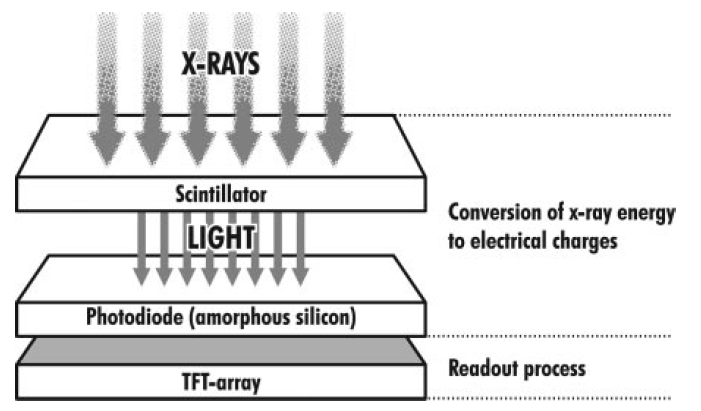 X-RAYS
Scintillator
LIGHT
Conversion of x-ray energy
to electrical charges
Photodiode (amorphous silicon)
Readout process
TFT-array